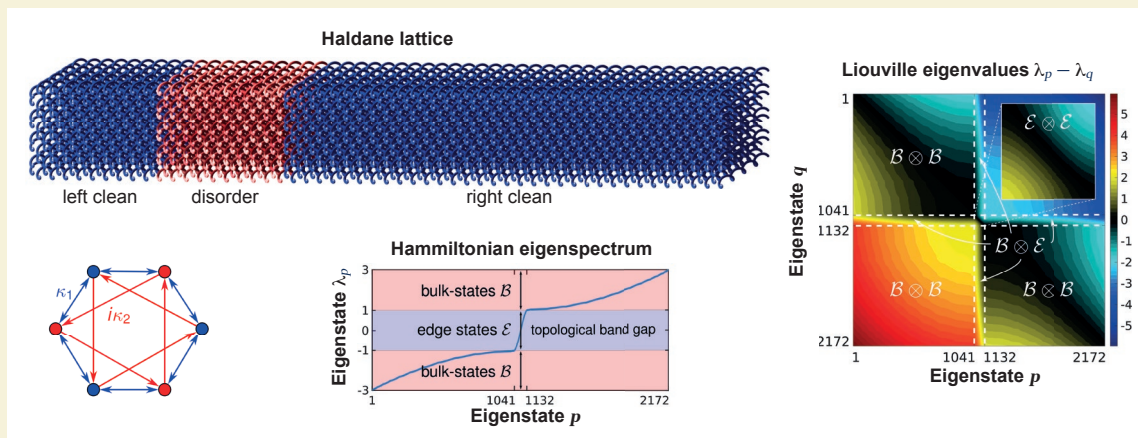 Haldane lattice
left clean
disorder
right clean
κ₁
iκ₂
Hammiltonian eigenspectrum
Eigenstate λₚ
3
1
0
-1
-3
bulk-states ℬ
edge states ℰ
topological band gap
bulk-states ℬ
1
1041
1132
2172
Eigenstate p
Liouville eigenvalues λₚ − λ_q
Eigenstate q
1
1041
1132
2172
ℰ ⊗ ℰ
ℬ ⊗ ℬ
ℬ ⊗ ℰ
ℬ ⊗ ℬ
ℬ ⊗ ℬ
1
1041
1132
2172
Eigenstate p
5
4
3
2
1
0
-1
-2
-3
-4
-5